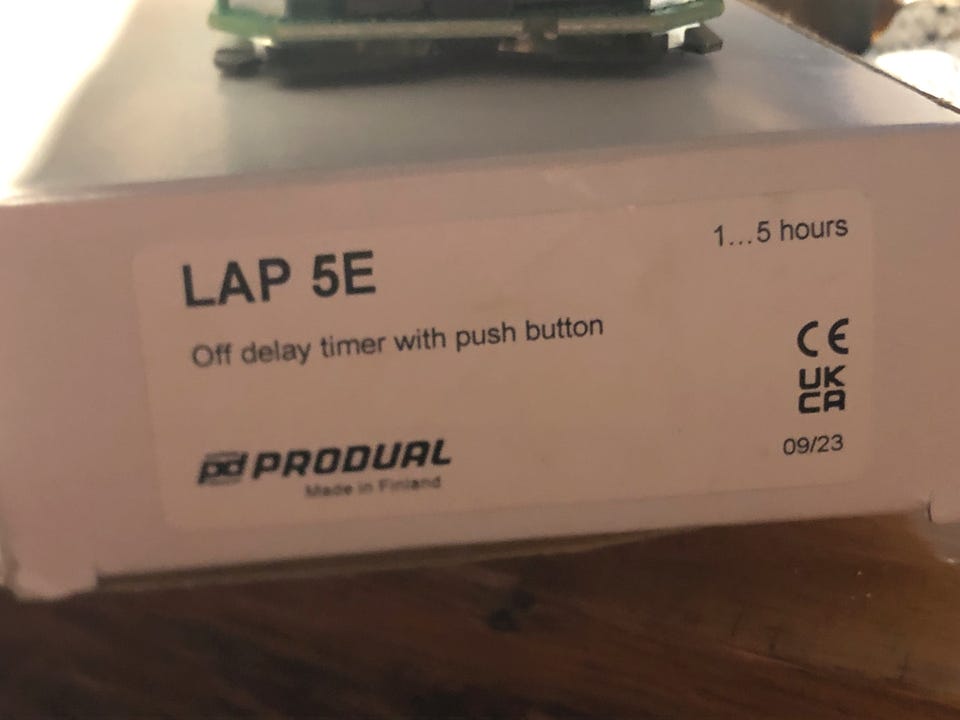 1...5 hours
LAP 5E
Off delay timer with push button
CE
UK
CA
pd PRODUAL
Made in Finland
09/23